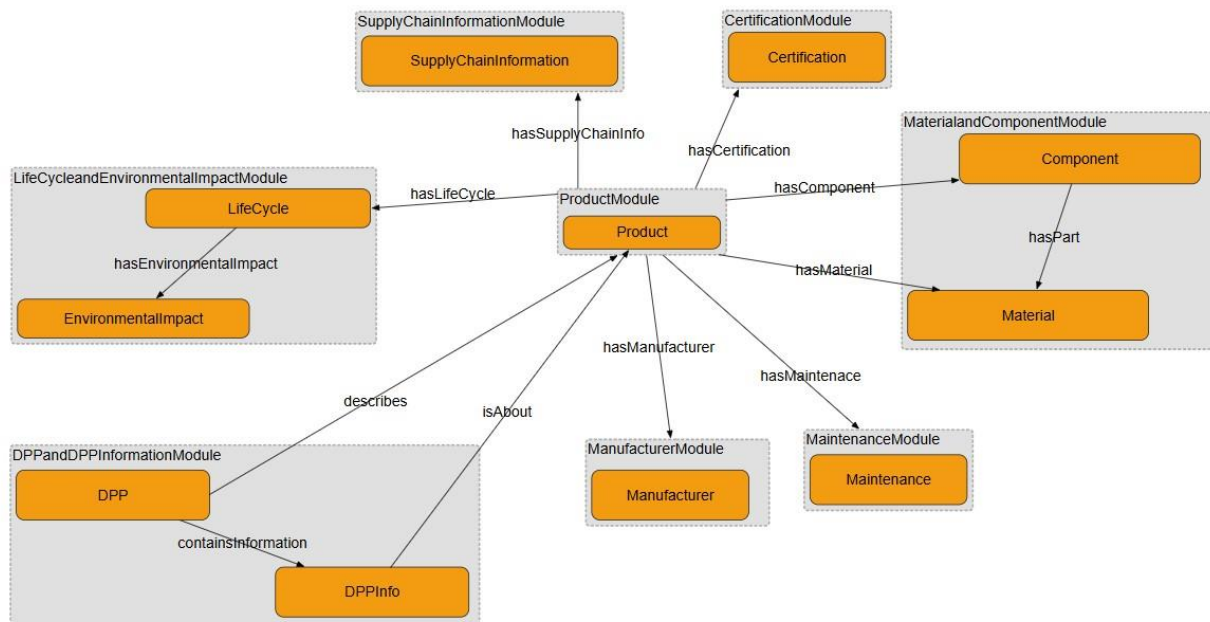 SupplyChainInformationModule
SupplyChainInformation
CertificationModule
Certification
hasSupplyChainInfo
hasCertification
MaterialandComponentModule
Component
hasComponent
hasPart
hasMaterial
Material
LifeCycleandEnvironmentalImpactModule
LifeCycle
hasLifeCycle
hasEnvironmentalImpact
EnvironmentalImpact
ProductModule
Product
describes
isAbout
hasManufacturer
hasMaintenace
DPPandDPPInformationModule
DPP
containsInformation
DPPInfo
ManufacturerModule
Manufacturer
MaintenanceModule
Maintenance